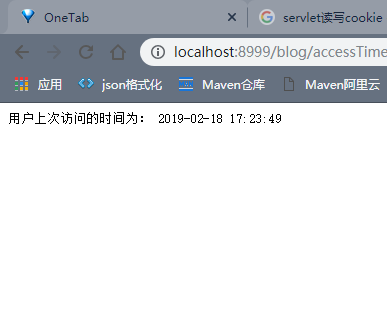 OneTab
servlet读写cookie
localhost:8999/blog/accessTime
应用
json格式化
Maven仓库
Maven阿里云
用户上次访问的时间为: 2019-02-18 17:23:49